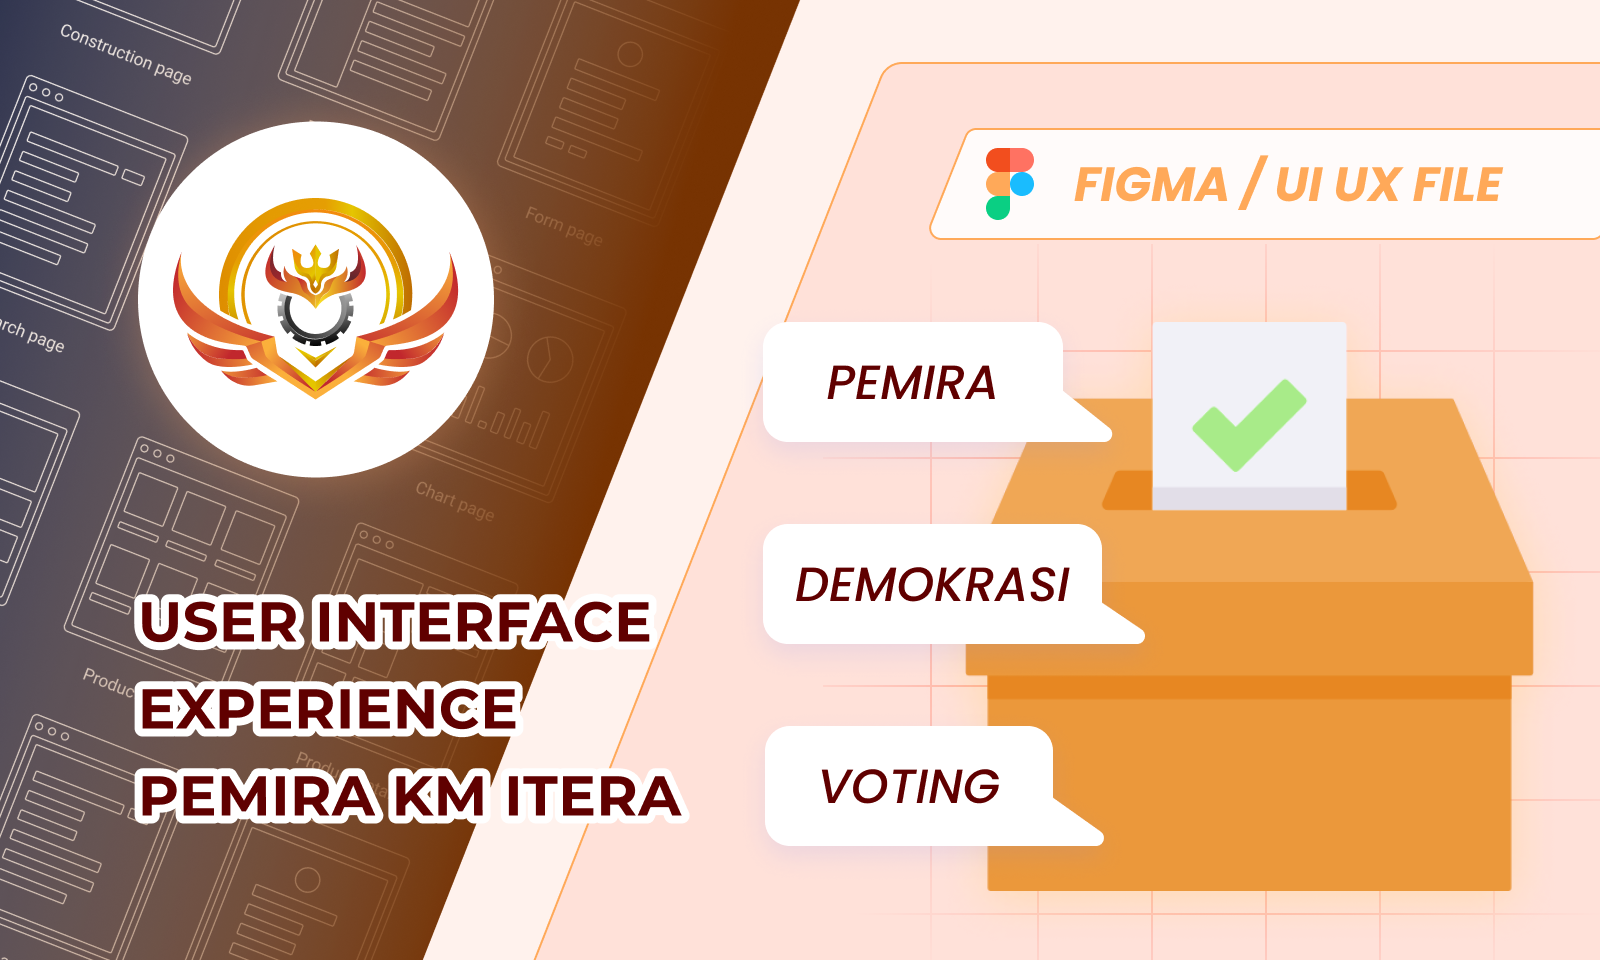 Construction page
Form page
arch page
Chart page
Produc
USER INTERFACE
EXPERIENCE
PEMIRA KM ITERA
FIGMA / UI UX FILE
PEMIRA
DEMOKRASI
VOTING